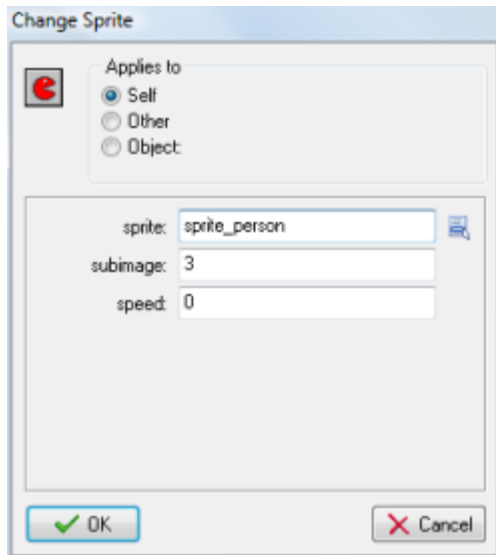 Change Sprite
Applies to
Self
Other
Object:
sprite: sprite_person
subimage: 3
speed: 0
OK Cancel